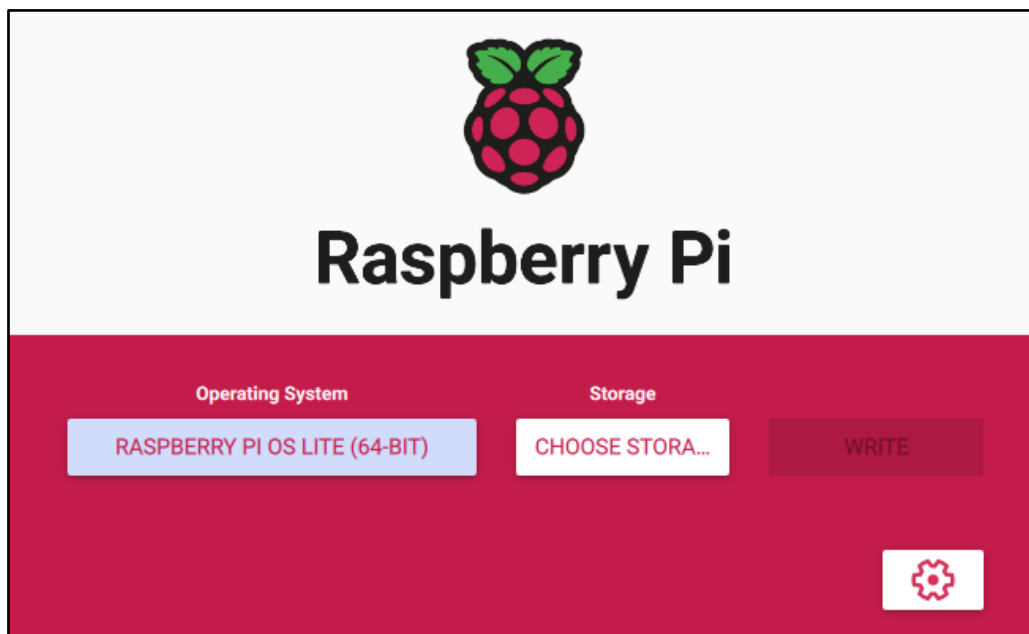 Raspberry Pi
Operating System
Storage
RASPBERRY PI OS LITE (64-BIT)
CHOOSE STORA...
WRITE